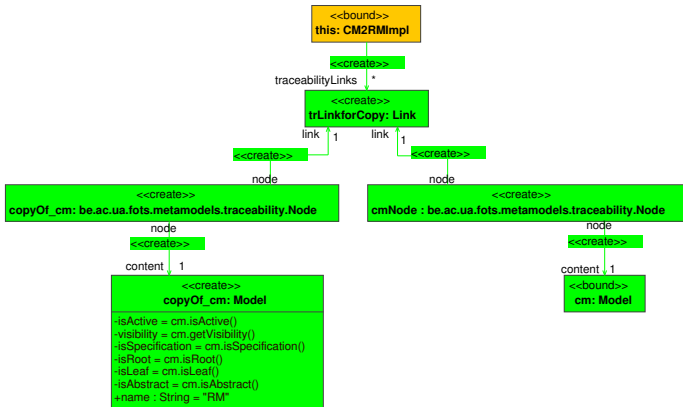 <<bound>>
this: CM2RMImpl
<<create>>
traceabilityLinks *
<<create>>
trLinkforCopy: Link
link 1 link 1
<<create>> <<create>>
node node
<<create>> <<create>>
copyOf_cm: be.ac.ua.fots.metamodels.traceability.Node cmNode : be.ac.ua.fots.metamodels.traceability.Node
node node
<<create>> <<create>>
content 1 content 1
<<create>> <<bound>>
copyOf_cm: Model cm: Model
-isActive = cm.isActive()
-visibility = cm.getVisibility()
-isSpecification = cm.isSpecification()
-isRoot = cm.isRoot()
-isLeaf = cm.isLeaf()
-isAbstract = cm.isAbstract()
+name : String = "RM"